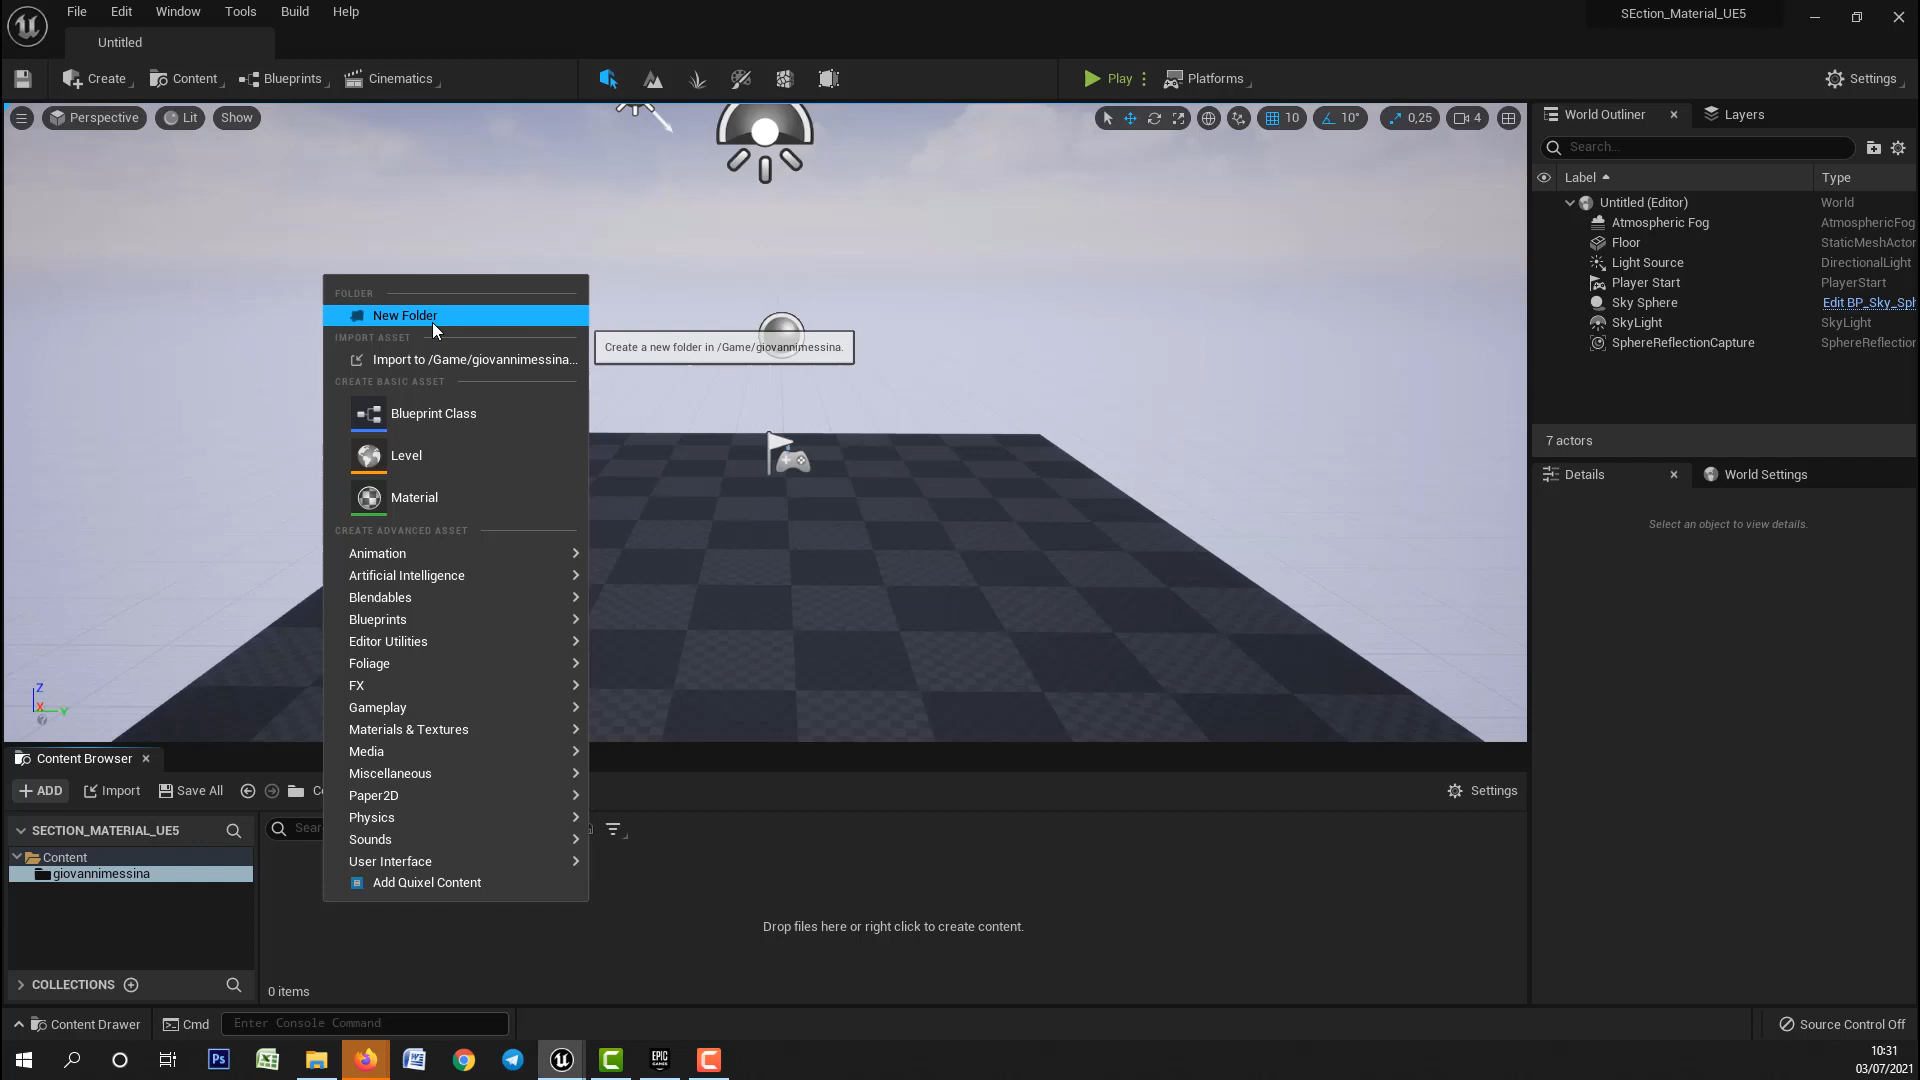 File Edit Window Tools Build Help
SEction_Material_UE5
Untitled
Create Content Blueprints Cinematics Play Platforms Settings
Perspective Lit Show 10 10° 0,25 4
World Outliner Layers
Search...
Label Type
Untitled (Editor) World
Atmospheric Fog AtmosphericFog
Floor StaticMeshActor
Light Source DirectionalLight
Player Start PlayerStart
Sky Sphere Edit BP_Sky_Sph
SkyLight SkyLight
SphereReflectionCapture SphereReflection
7 actors
Details World Settings
Select an object to view details.
FOLDER
New Folder
IMPORT ASSET
Import to /Game/giovannimessina...
Create a new folder in /Game/giovannimessina.
CREATE BASIC ASSET
Blueprint Class
Level
Material
CREATE ADVANCED ASSET
Animation
Artificial Intelligence
Blendables
Blueprints
Editor Utilities
Foliage
FX
Gameplay
Materials & Textures
Media
Miscellaneous
Paper2D
Physics
Sounds
User Interface
Add Quixel Content
Z
X
Y
Content Browser
ADD Import Save All Settings
SECTION_MATERIAL_UE5
Content
giovannimessina
Drop files here or right click to create content.
COLLECTIONS
0 items
Content Drawer Cmd Enter Console Command Source Control Off
Ps
EPIC GAMES
10:31
03/07/2021